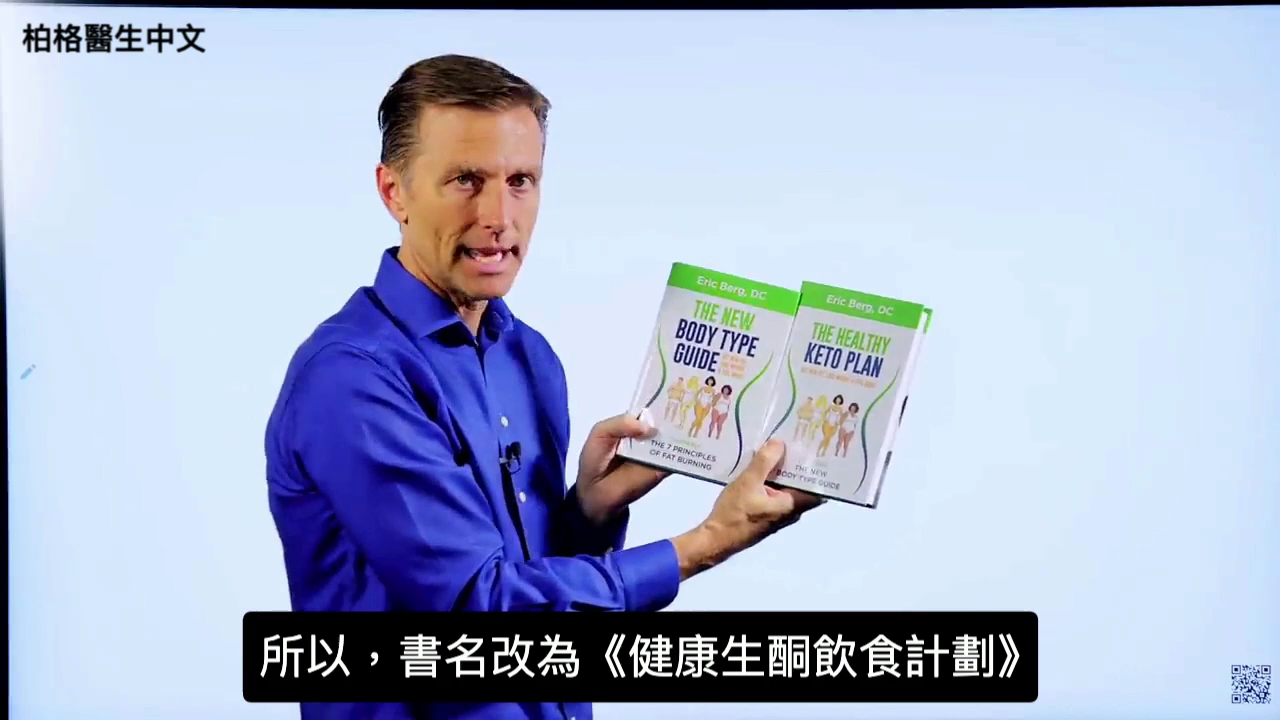 柏格醫生中文
Eric Berg, DC
THE NEW
BODY TYPE
GUIDE
THE 7 PRINCIPLES
OF FAT BURNING
Eric Berg, DC
THE HEALTHY
KETO PLAN
THE NEW
BODY TYPE GUIDE
所以，書名改為《健康生酮飲食計劃》